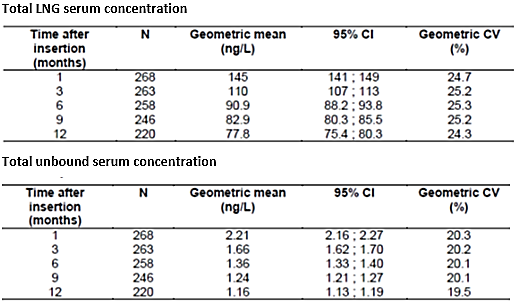 Total LNG serum concentration
Time after insertion (months) N Geometric mean (ng/L) 95% CI Geometric CV (%)
1 268 145 141 ; 149 24.7
3 263 110 107 ; 113 25.2
6 258 90.9 88.2 ; 93.8 25.3
9 246 82.9 80.3 ; 85.5 25.2
12 220 77.8 75.4 ; 80.3 24.3
Total unbound serum concentration
Time after insertion (months) N Geometric mean (ng/L) 95% CI Geometric CV (%)
1 268 2.21 2.16 ; 2.27 20.3
3 263 1.66 1.62 ; 1.70 20.2
6 258 1.36 1.33 ; 1.40 20.1
9 246 1.24 1.21 ; 1.27 20.1
12 220 1.16 1.13 ; 1.19 19.5